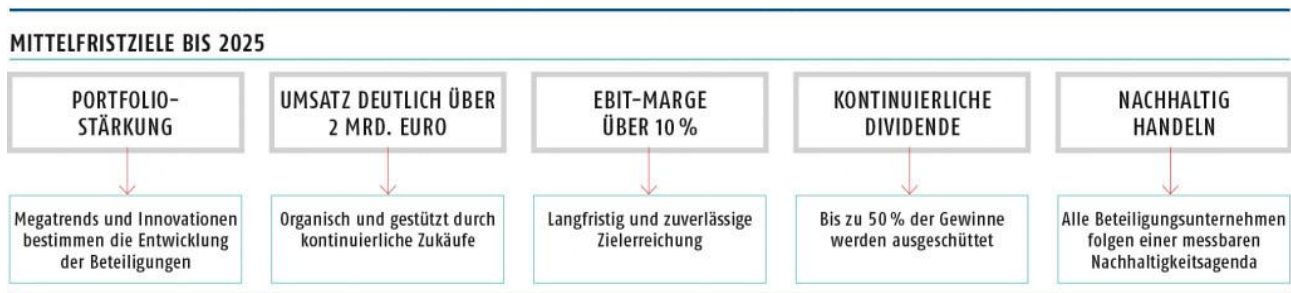 MITTELFRISTZIELE BIS 2025
PORTFOLIO-
STÄRKUNG
UMSATZ DEUTLICH ÜBER
2 MRD. EURO
EBIT-MARGE
ÜBER 10 %
KONTINUIERLICHE
DIVIDENDE
NACHHALTIG
HANDELN
Megatrends und Innovationen
bestimmen die Entwicklung
der Beteiligungen
Organisch und gestützt durch
kontinuierliche Zukäufe
Langfristig und zuverlässige
Zielerreichung
Bis zu 50 % der Gewinne
werden ausgeschüttet
Alle Beteiligungsunternehmen
folgen einer messbaren
Nachhaltigkeitsagenda